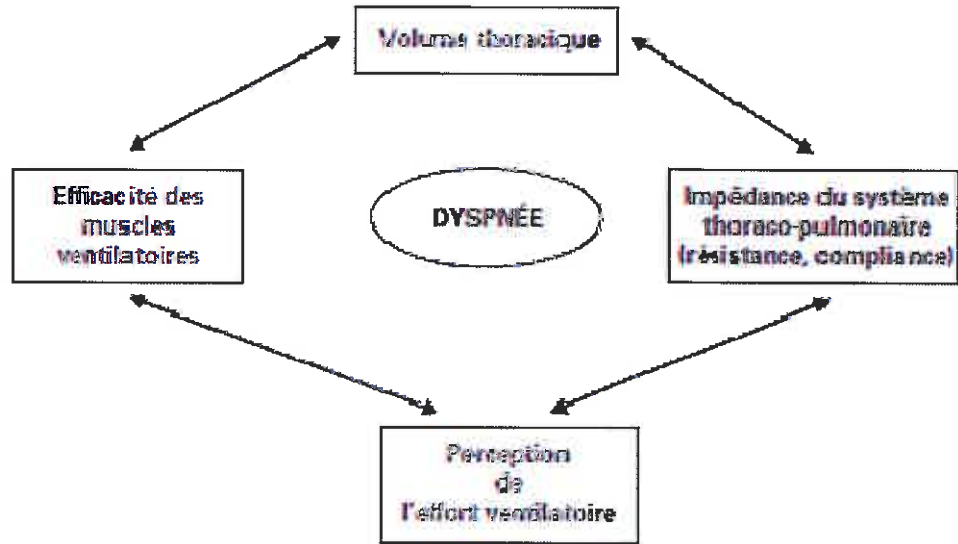 Volume thoracique
Efficacité des
muscles
ventilatoires
DYSPNÉE
Impédance du système
thoraco-pulmonaire
(résistance, compliance)
Perception
de
l'effort ventilatoire